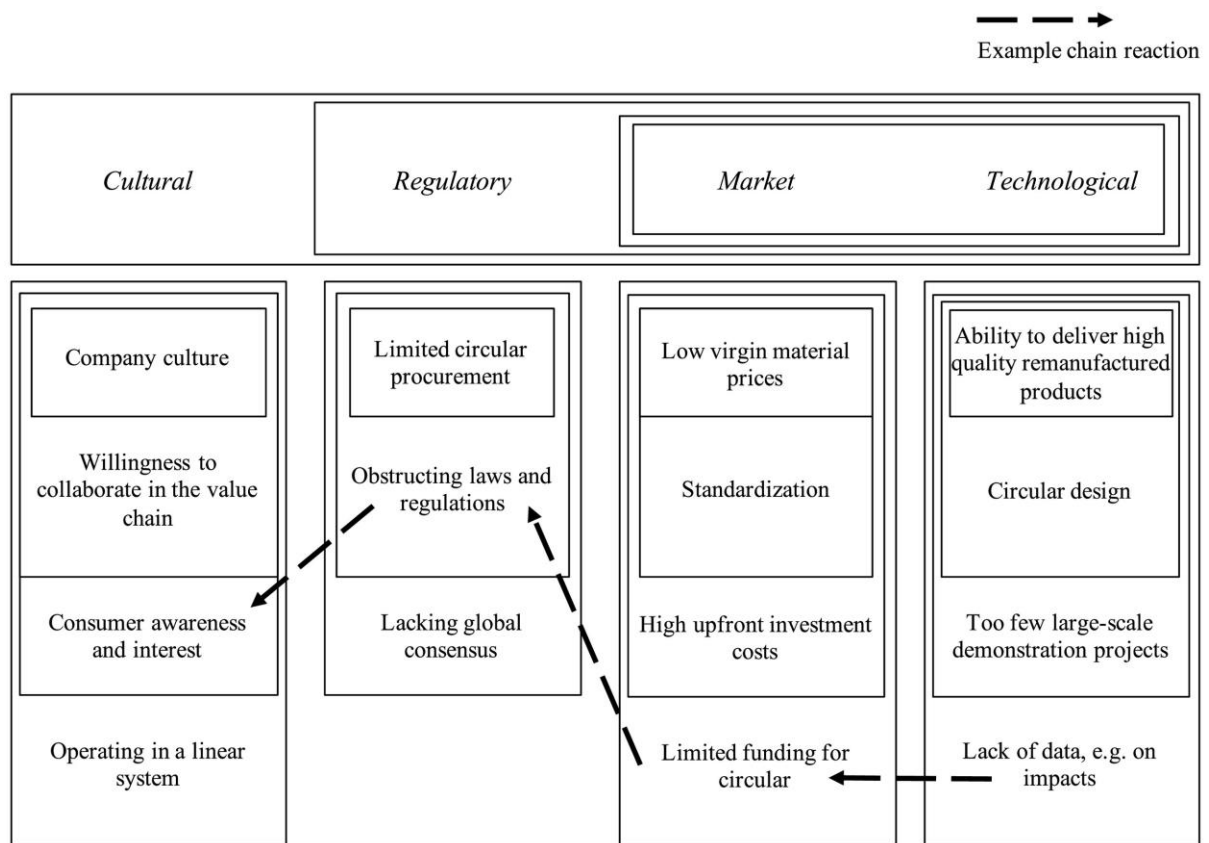 Example chain reaction
Cultural
Regulatory
Market
Technological
Company culture
Willingness to
collaborate in the value
chain
Consumer awareness
and interest
Operating in a linear
system
Limited circular
procurement
Obstructing laws and
regulations
Lacking global
consensus
Low virgin material
prices
Standardization
High upfront investment
costs
Limited funding for
circular
Ability to deliver high
quality remanufactured
products
Circular design
Too few large-scale
demonstration projects
Lack of data, e.g. on
impacts